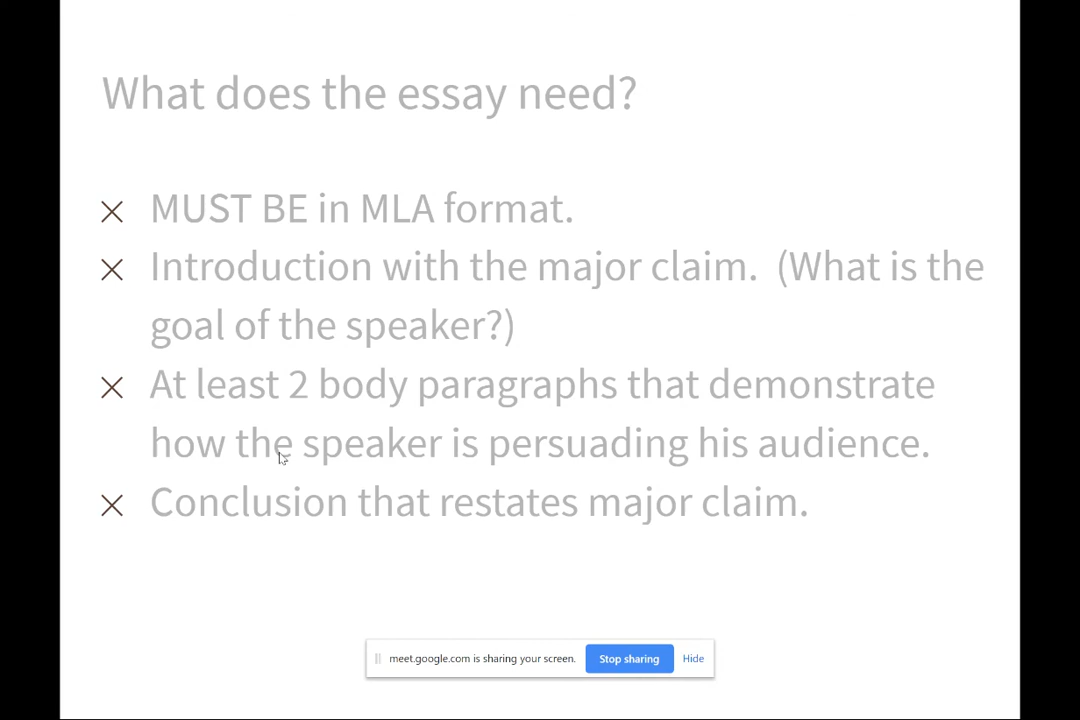 What does the essay need?
MUST BE in MLA format.
Introduction with the major claim.  (What is the
goal of the speaker?)
At least 2 body paragraphs that demonstrate
how the speaker is persuading his audience.
Conclusion that restates major claim.
meet.google.com is sharing your screen. Stop sharing Hide